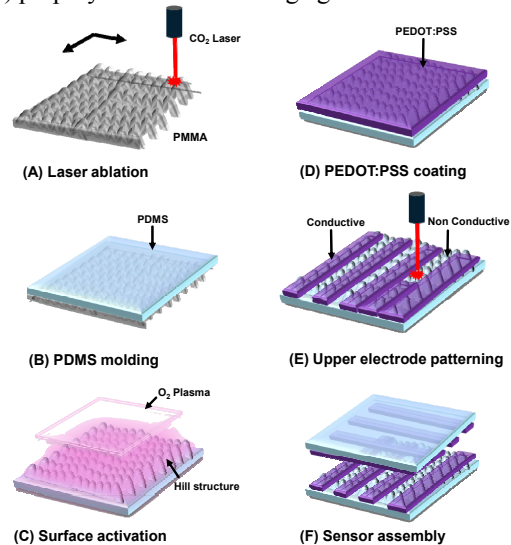 ) prop
CO₂ Laser
PMMA
(A) Laser ablation
PDMS
(B) PDMS molding
O₂ Plasma
Hill structure
(C) Surface activation
PEDOT:PSS
(D) PEDOT:PSS coating
Conductive
Non Conductive
(E) Upper electrode patterning
(F) Sensor assembly